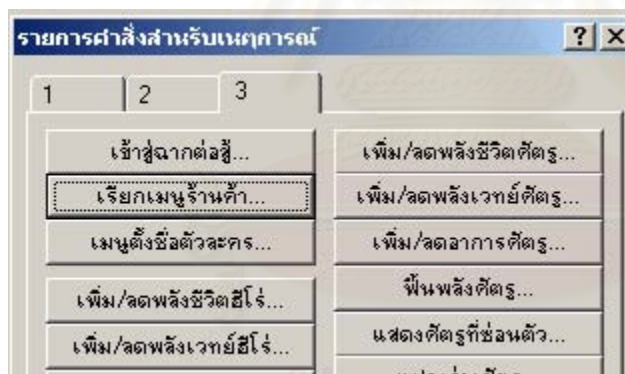 รายการคำสั่งสำหรับเหตุการณ์
1 2 3
เข้าสู่ฉากต่อสู้...
เรียกเมนูร้านค้า...
เมนูตั้งชื่อตัวละคร...
เพิ่ม/ลดพลังชีวิตฮีโร่...
เพิ่ม/ลดพลังเวทย์ฮีโร่...
เพิ่ม/ลดพลังชีวิตศัตรู...
เพิ่ม/ลดพลังเวทย์ศัตรู...
เพิ่ม/ลดอาการศัตรู...
ฟื้นพลังศัตรู...
แสดงศัตรูที่ซ่อนตัว...